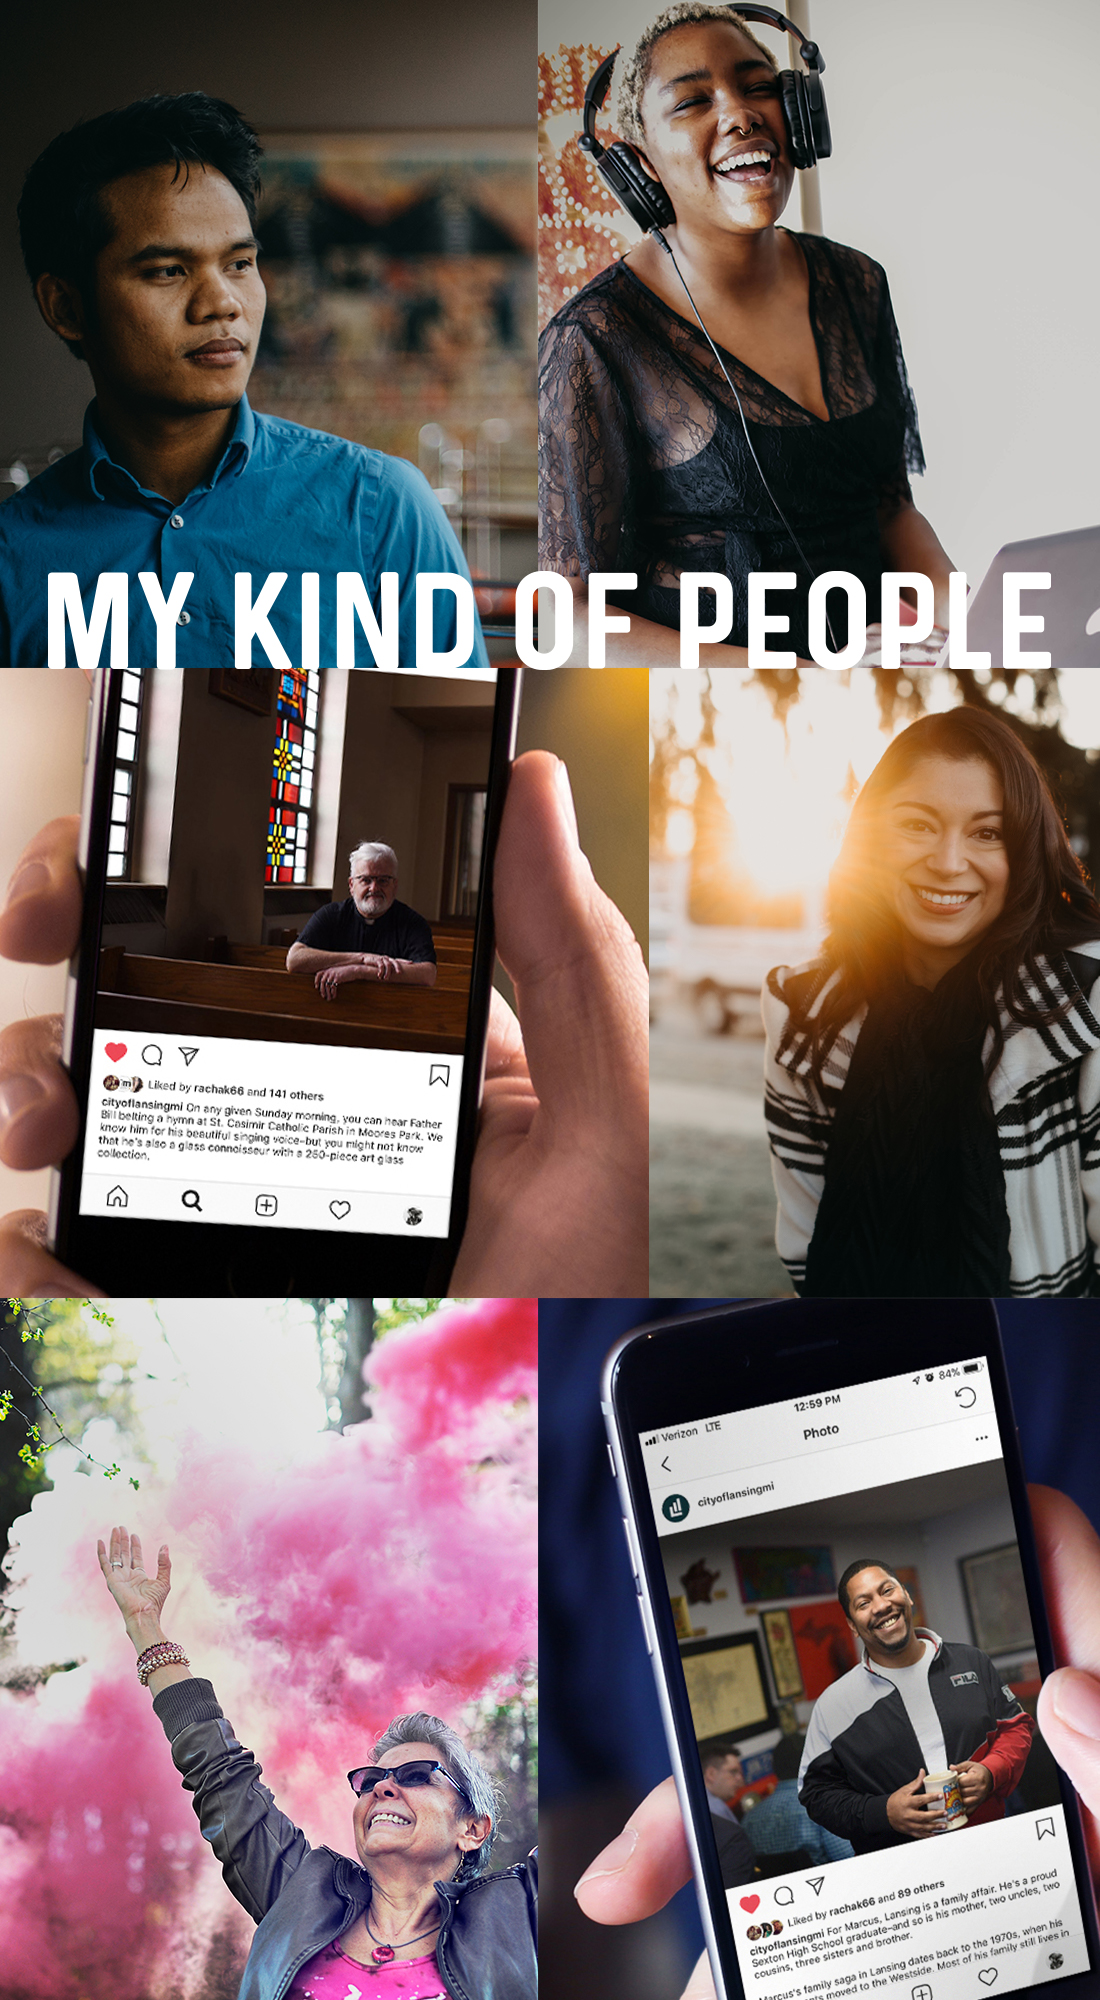 MY KIND OF PEOPLE
Liked by rachak66 and 141 others
cityoflansingmi On any given Sunday morning, you can hear Father
Bill belting a hymn at St. Casimir Catholic Parish in Moores Park. We
know him for his beautiful singing voice–but you might not know
that he's also a glass connoisseur with a 250-piece art glass
collection.
Verizon LTE 12:59 PM 84%
Photo
cityoflansingmi
FILA
Liked by rachak66 and 89 others
cityoflansingmi For Marcus, Lansing is a family affair. He's a proud
Sexton High School graduate–and so is his mother, two uncles, two
cousins, three sisters and brother.
Marcus's family saga in Lansing dates back to the 1970s, when his
moved to the Westside. Most of his family still lives in